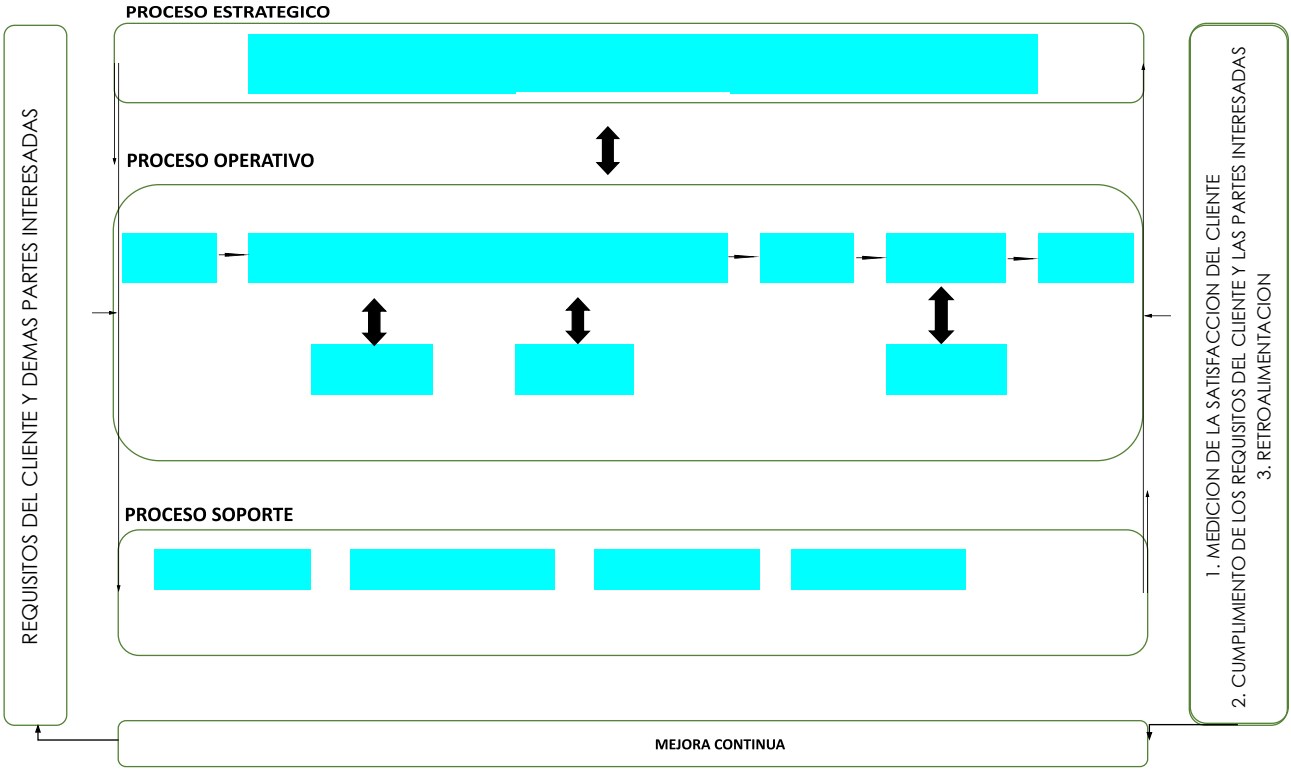 PROCESO ESTRATEGICO
REQUISITOS DEL CLIENTE Y DEMAS PARTES INTERESADAS
PROCESO OPERATIVO
PROCESO SOPORTE
MEJORA CONTINUA
1. MEDICION DE LA SATISFACCION DEL CLIENTE
2. CUMPLIMIENTO DE LOS REQUISITOS DEL CLIENTE Y LAS PARTES INTERESADAS
3. RETROALIMENTACION